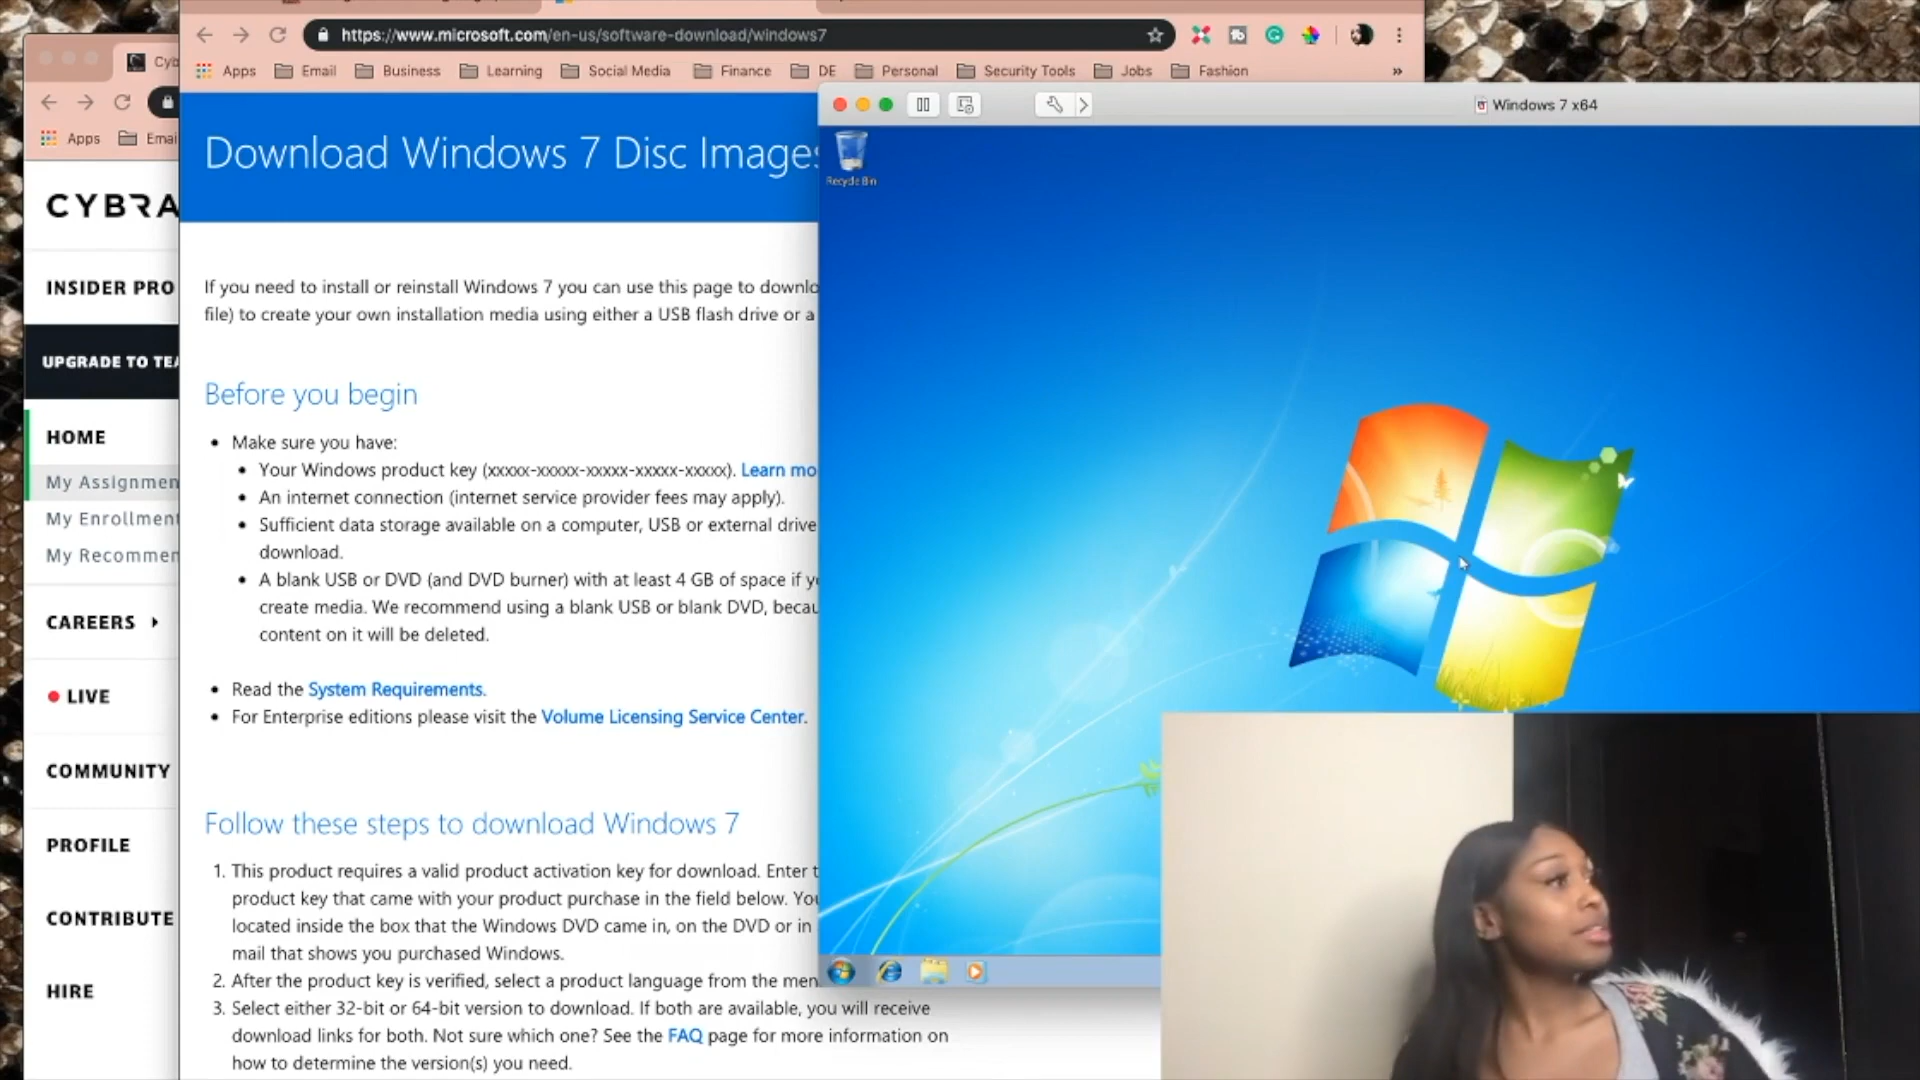 https://www.microsoft.com/en-us/software-download/windows7
Apps Email Business Learning Social Media Finance DE Personal Security Tools Jobs Fashion »
Cyb
Apps Emai
CYBRA
INSIDER PRO
UPGRADE TO TEA
HOME
My Assignmen
My Enrollment
My Recommen
CAREERS
LIVE
COMMUNITY
PROFILE
CONTRIBUTE
HIRE
Download Windows 7 Disc Images
If you need to install or reinstall Windows 7 you can use this page to downlo
file) to create your own installation media using either a USB flash drive or a
Before you begin
Make sure you have:
Your Windows product key (xxxxx-xxxxx-xxxxx-xxxxx-xxxxx). Learn mo
An internet connection (internet service provider fees may apply).
Sufficient data storage available on a computer, USB or external drive
download.
A blank USB or DVD (and DVD burner) with at least 4 GB of space if y
create media. We recommend using a blank USB or blank DVD, becau
content on it will be deleted.
Read the System Requirements.
For Enterprise editions please visit the Volume Licensing Service Center.
Follow these steps to download Windows 7
1. This product requires a valid product activation key for download. Enter t
product key that came with your product purchase in the field below. You
located inside the box that the Windows DVD came in, on the DVD or in
mail that shows you purchased Windows.
2. After the product key is verified, select a product language from the men
3. Select either 32-bit or 64-bit version to download. If both are available, you will receive
download links for both. Not sure which one? See the FAQ page for more information on
how to determine the version(s) you need.
Windows 7 x64
Recycle Bin